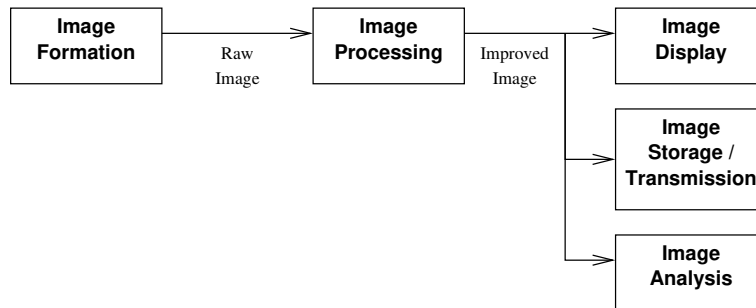 Image
Formation
Raw
Image
Image
Processing
Improved
Image
Image
Display
Image
Storage /
Transmission
Image
Analysis